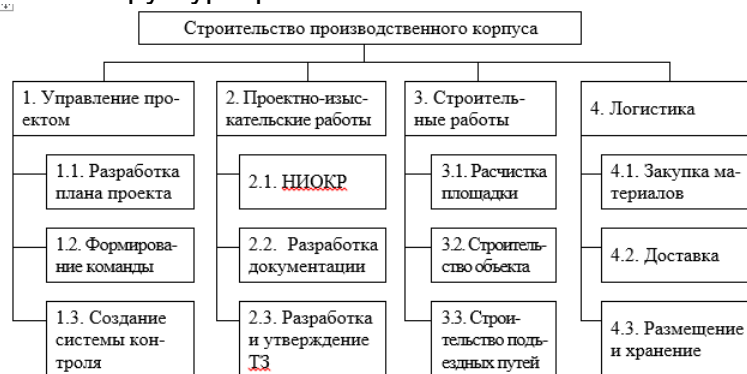 Строительство производственного корпуса
1. Управление про-
ектом
2. Проектно-изыс-
кательские работы
3. Строитель-
ные работы
4. Логистика
1.1. Разработка
плана проекта
2.1. НИОКР
3.1. Расчистка
площадки
4.1. Закупка ма-
териалов
1.2. Формирова-
ние команды
2.2. Разработка
документации
3.2. Строитель-
ство объекта
4.2. Доставка
1.3. Создание
системы кон-
троля
2.3. Разработка
и утверждение
ТЗ
3.3. Строи-
тельство подъ-
ездных путей
4.3. Размещение
и хранение